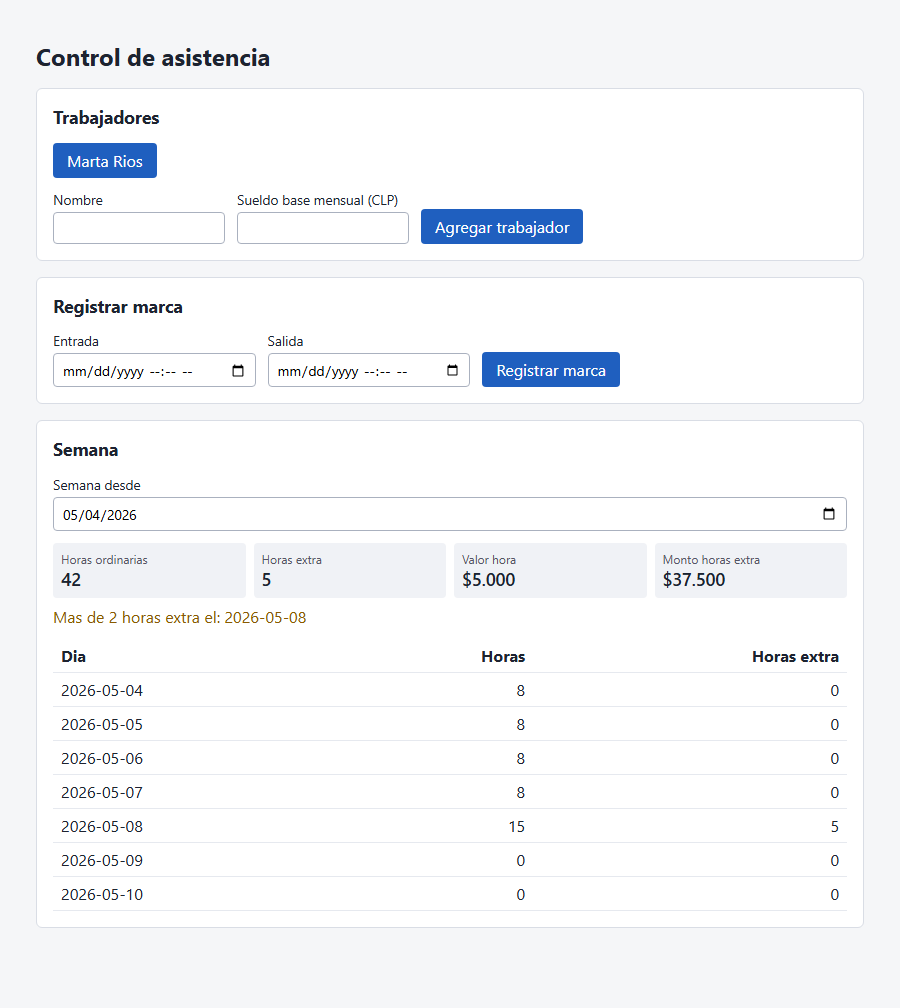 Control de asistencia
Trabajadores
Marta Rios
Nombre
Sueldo base mensual (CLP)
Agregar trabajador
Registrar marca
Entrada
Salida
mm/dd/yyyy --:-- --
mm/dd/yyyy --:-- --
Registrar marca
Semana
Semana desde
05/04/2026
Horas ordinarias
42
Horas extra
5
Valor hora
$5.000
Monto horas extra
$37.500
Mas de 2 horas extra el: 2026-05-08
Dia Horas Horas extra
2026-05-04 8 0
2026-05-05 8 0
2026-05-06 8 0
2026-05-07 8 0
2026-05-08 15 5
2026-05-09 0 0
2026-05-10 0 0